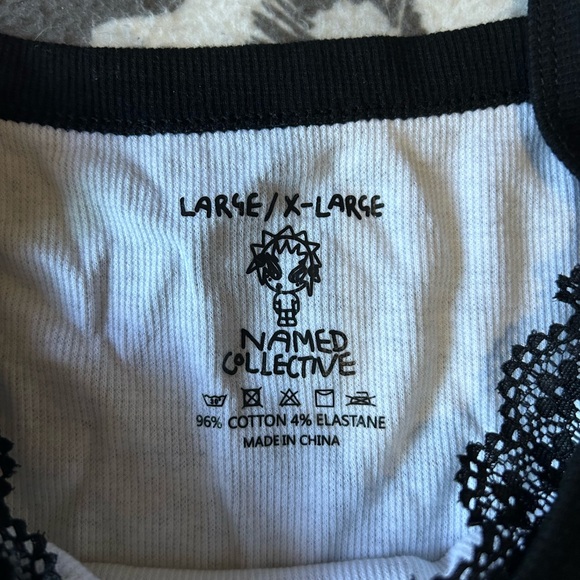 LARGE/X-LARGE
NAMED
COLLECTIVE
96% COTTON 4% ELASTANE
MADE IN CHINA